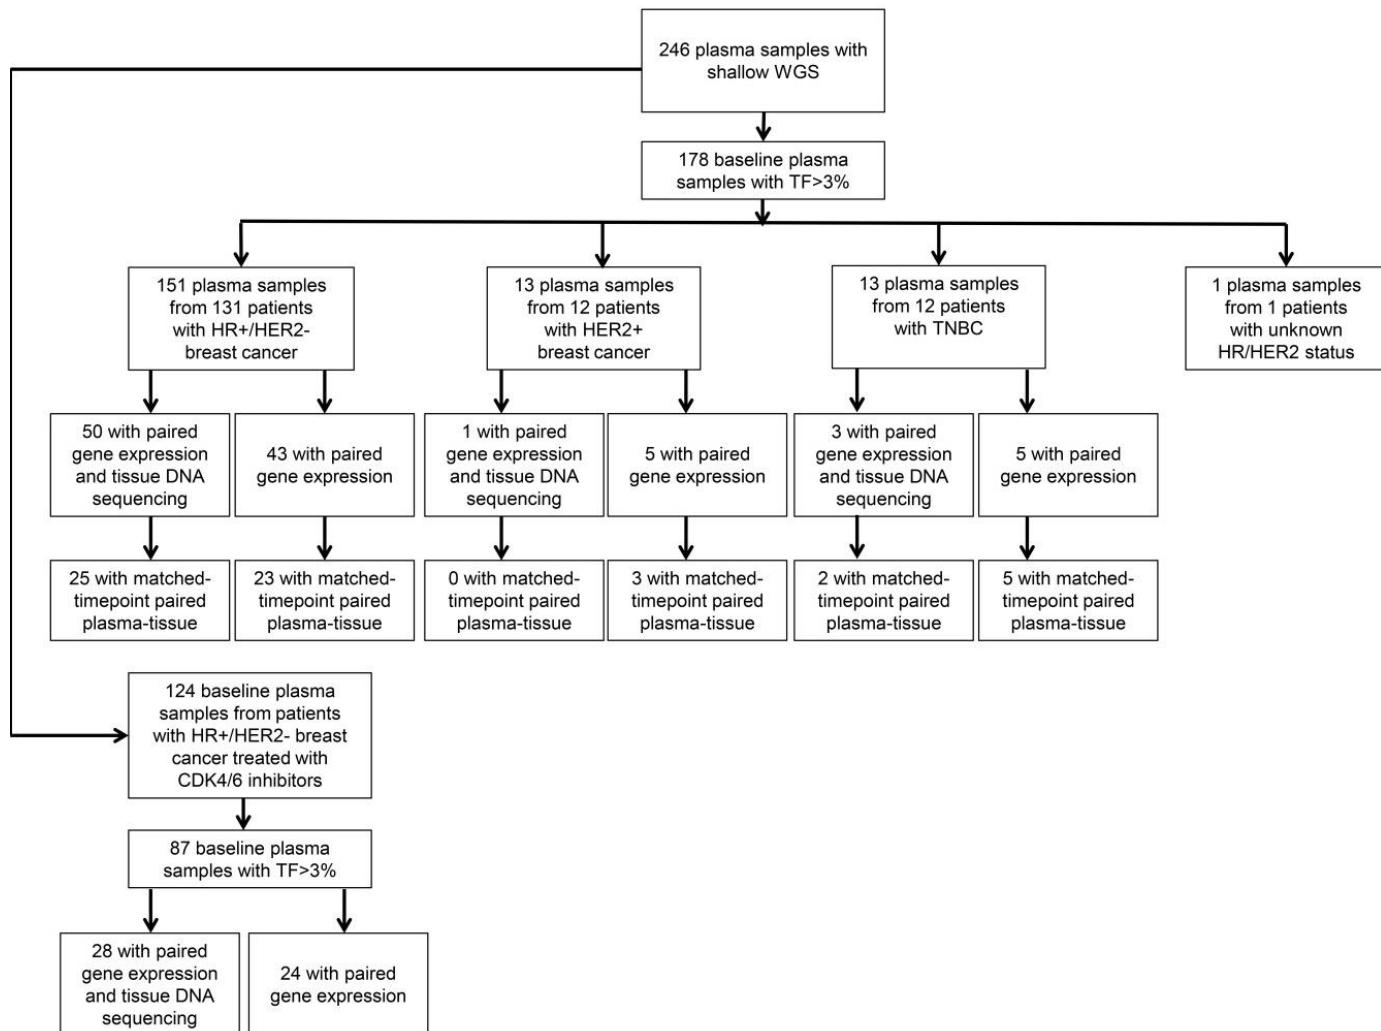 246 plasma samples with
shallow WGS
178 baseline plasma
samples with TF>3%
151 plasma samples
from 131 patients
with HR+/HER2-
breast cancer
13 plasma samples
from 12 patients
with HER2+
breast cancer
13 plasma samples
from 12 patients
with TNBC
1 plasma samples
from 1 patients
with unknown
HR/HER2 status
50 with paired
gene expression
and tissue DNA
sequencing
43 with paired
gene expression
1 with paired
gene expression
and tissue DNA
sequencing
5 with paired
gene expression
3 with paired
gene expression
and tissue DNA
sequencing
5 with paired
gene expression
25 with matched-
timepoint paired
plasma-tissue
23 with matched-
timepoint paired
plasma-tissue
0 with matched-
timepoint paired
plasma-tissue
3 with matched-
timepoint paired
plasma-tissue
2 with matched-
timepoint paired
plasma-tissue
5 with matched-
timepoint paired
plasma-tissue
124 baseline plasma
samples from patients
with HR+/HER2- breast
cancer treated with
CDK4/6 inhibitors
87 baseline plasma
samples with TF>3%
28 with paired
gene expression
and tissue DNA
sequencing
24 with paired
gene expression